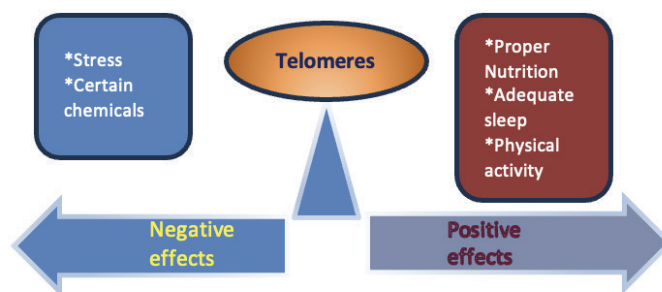 *Stress
*Certain
chemicals
Telomeres
*Proper
Nutrition
*Adequate
sleep
*Physical
activity
Negative
effects
Positive
effects